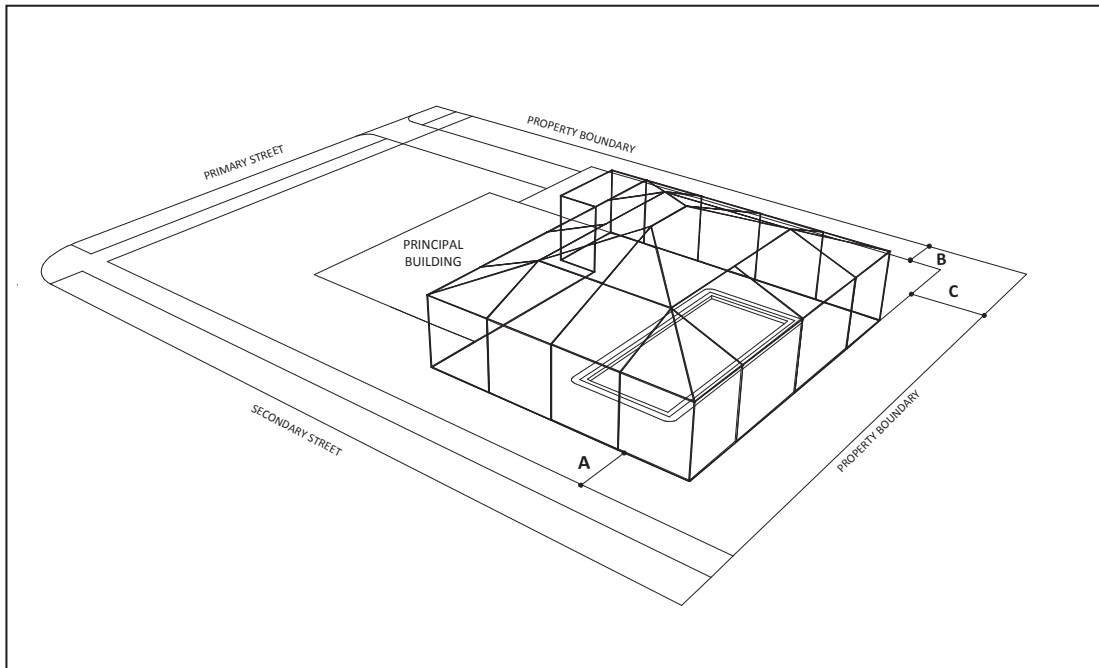 PROPERTY BOUNDARY
PRIMARY STREET
PRINCIPAL
BUILDING
B
C
SECONDARY STREET
PROPERTY BOUNDARY
A